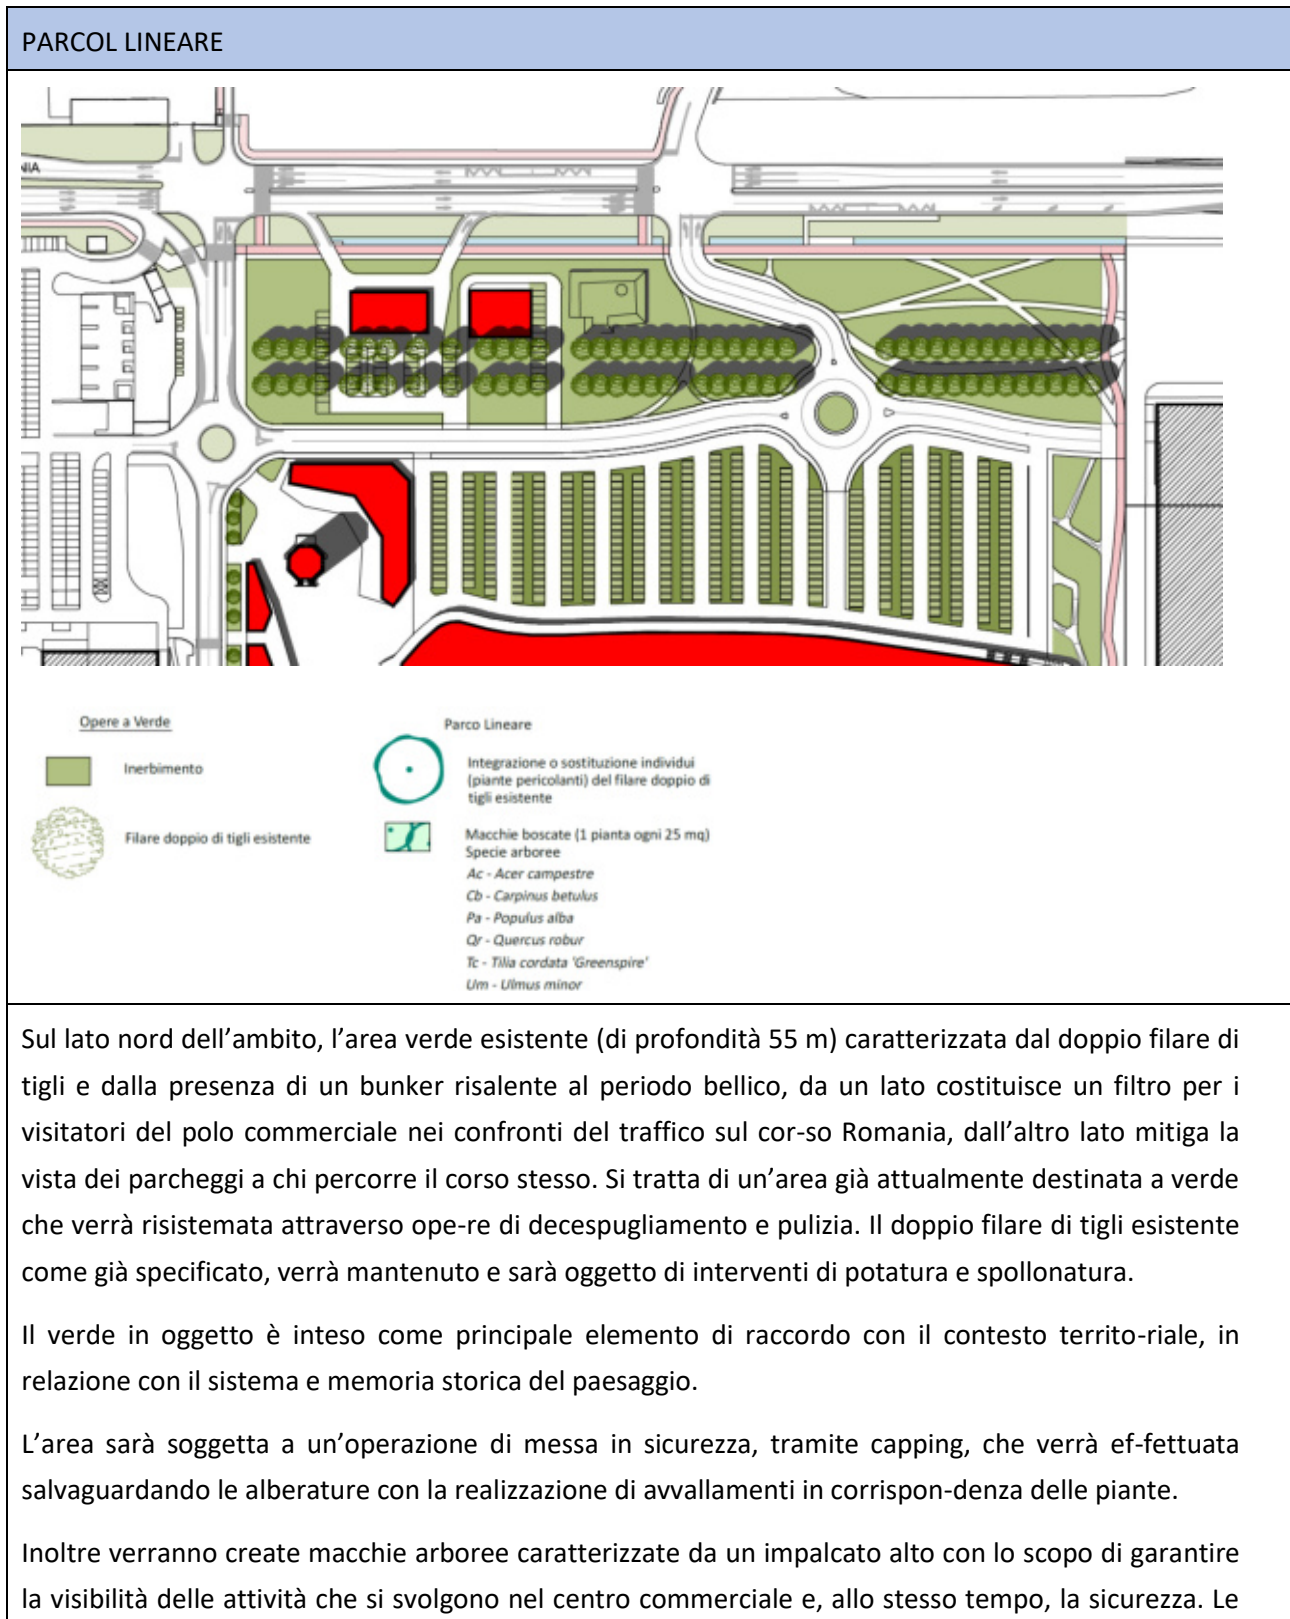 PARCOL LINEARE
NIA
Opere a Verde
Inerbimento
Filare doppio di tigli esistente
Parco Lineare
Integrazione o sostituzione individui
(piante pericolanti) del filare doppio di
tigli esistente
Macchie boscate (1 pianta ogni 25 mq)
Specie arboree
Ac - Acer campestre
Cb - Carpinus betulus
Pa - Populus alba
Qr - Quercus robur
Tc - Tilia cordata 'Greenspire'
Um - Ulmus minor
Sul lato nord dell’ambito, l’area verde esistente (di profondità 55 m) caratterizzata dal doppio filare di
tigli e dalla presenza di un bunker risalente al periodo bellico, da un lato costituisce un filtro per i
visitatori del polo commerciale nei confronti del traffico sul cor-so Romania, dall’altro lato mitiga la
vista dei parcheggi a chi percorre il corso stesso. Si tratta di un’area già attualmente destinata a verde
che verrà risistemata attraverso ope-re di decespugliamento e pulizia. Il doppio filare di tigli esistente
come già specificato, verrà mantenuto e sarà oggetto di interventi di potatura e spollonatura.
Il verde in oggetto è inteso come principale elemento di raccordo con il contesto territo-riale, in
relazione con il sistema e memoria storica del paesaggio.
L’area sarà soggetta a un’operazione di messa in sicurezza, tramite capping, che verrà ef-fettuata
salvaguardando le alberature con la realizzazione di avvallamenti in corrispon-denza delle piante.
Inoltre verranno create macchie arboree caratterizzate da un impalcato alto con lo scopo di garantire
la visibilità delle attività che si svolgono nel centro commerciale e, allo stesso tempo, la sicurezza. Le